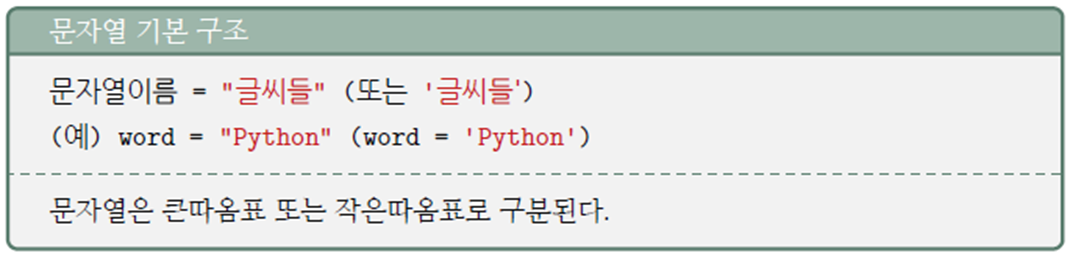 문자열 기본 구조
문자열이름 = "글씨들" (또는 '글씨들')
(예) word = "Python" (word = 'Python')
문자열은 큰따옴표 또는 작은따옴표로 구분된다.